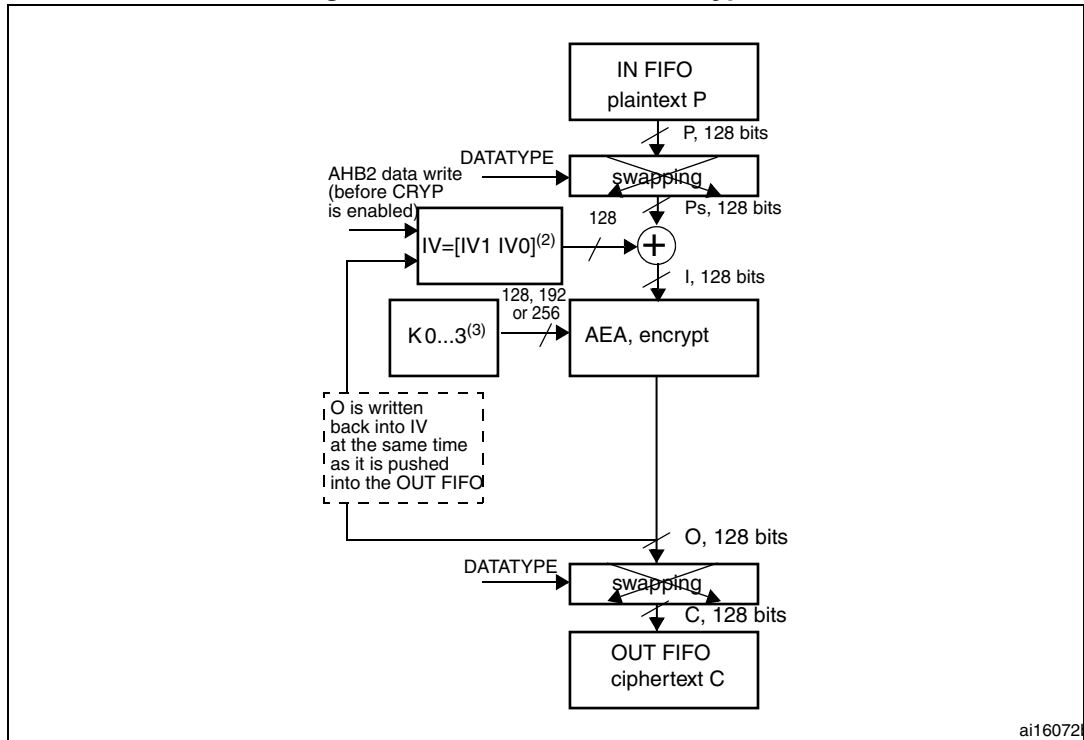 IN FIFO
plaintext P
P, 128 bits
DATATYPE
swapping
AHB2 data write
(before CRYP
is enabled)
Ps, 128 bits
128
IV=[IV1 IV0](2)
+
I, 128 bits
128, 192
or 256
K 0...3(3)
AEA, encrypt
O is written
back into IV
at the same time
as it is pushed
into the OUT FIFO
O, 128 bits
DATATYPE
swapping
C, 128 bits
OUT FIFO
ciphertext C